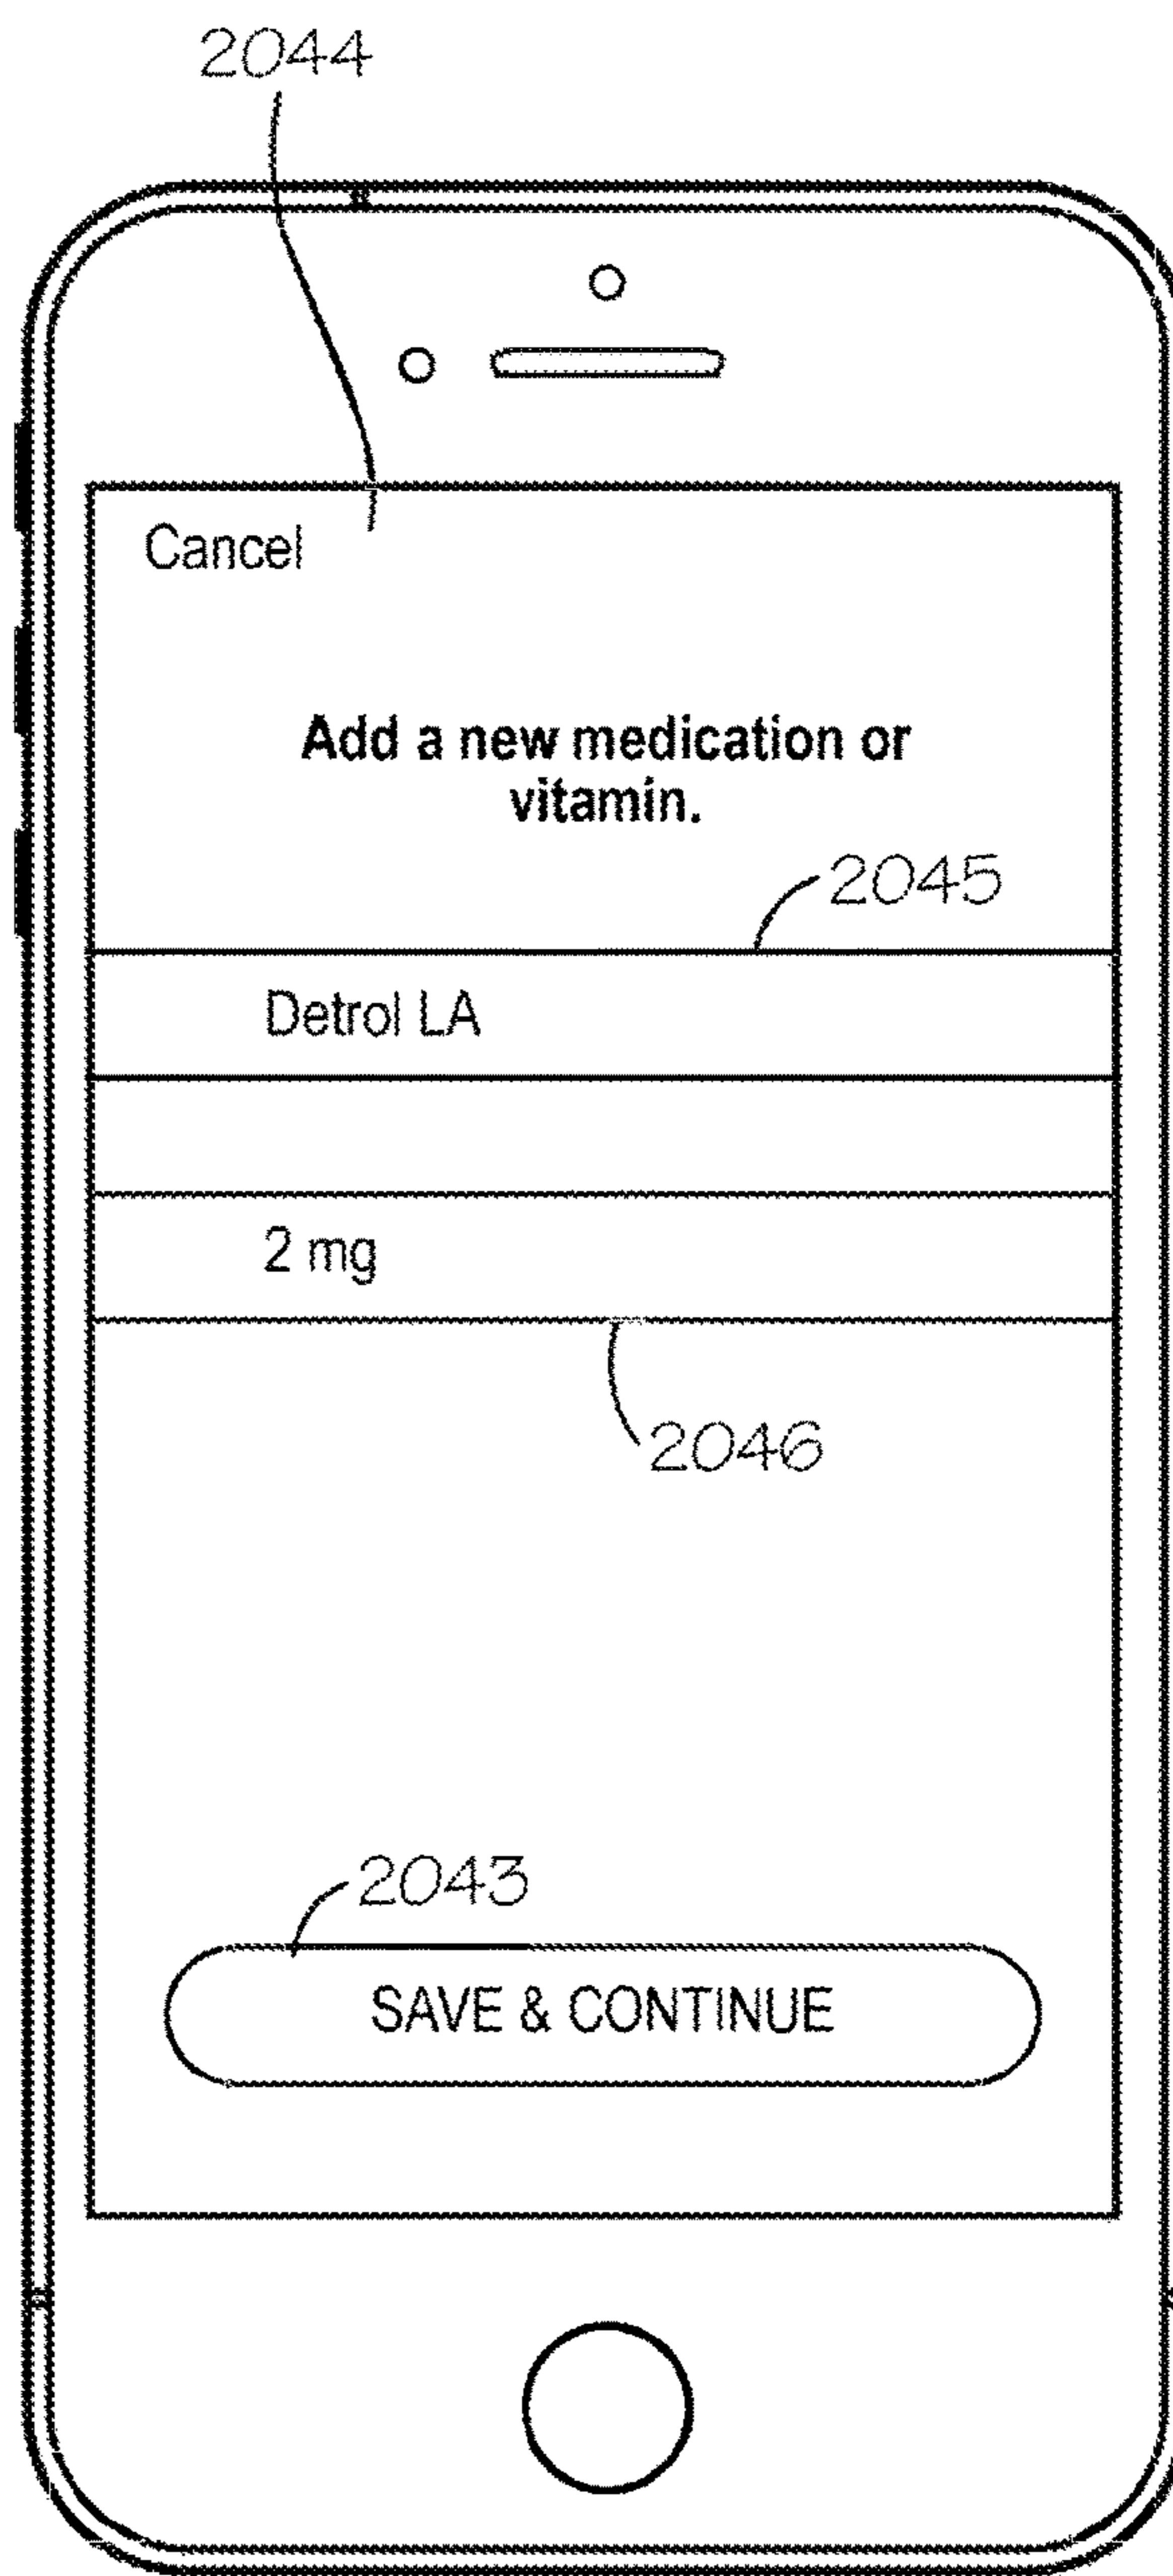 2044
Cancel
Add a new medication or
vitamin.
2045
Detrol LA
2 mg
2046
2043
SAVE & CONTINUE